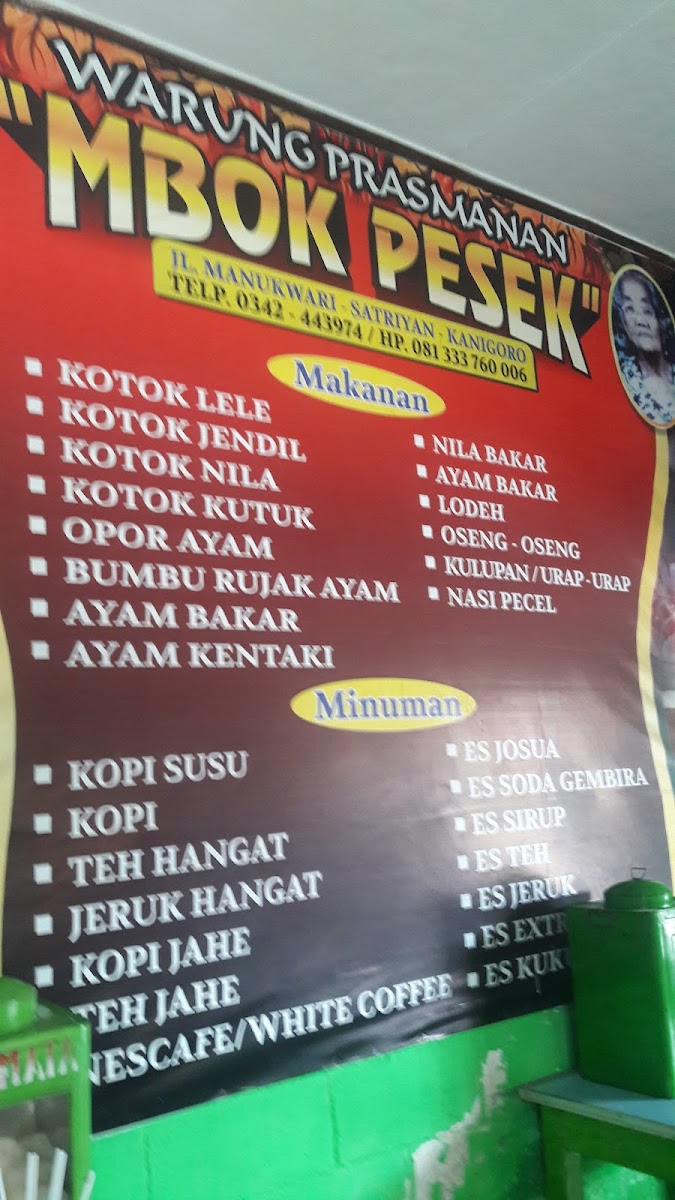 WARUNG PRASMANAN
"MBOK PESEK"
JL. MANUKWARI - SATRIYAN - KANIGORO
TELP. 0342 - 443974 / HP. 081 333 760 006
Makanan
KOTOK LELE
KOTOK JENDIL
KOTOK NILA
KOTOK KUTUK
OPOR AYAM
BUMBU RUJAK AYAM
AYAM BAKAR
AYAM KENTAKI
NILA BAKAR
AYAM BAKAR
LODEH
OSENG - OSENG
KULUPAN / URAP - URAP
NASI PECEL
Minuman
KOPI SUSU
KOPI
TEH HANGAT
JERUK HANGAT
KOPI JAHE
TEH JAHE
NESCAFE/WHITE COFFEE
ES JOSUA
ES SODA GEMBIRA
ES SIRUP
ES TEH
ES JERUK
ES
ES